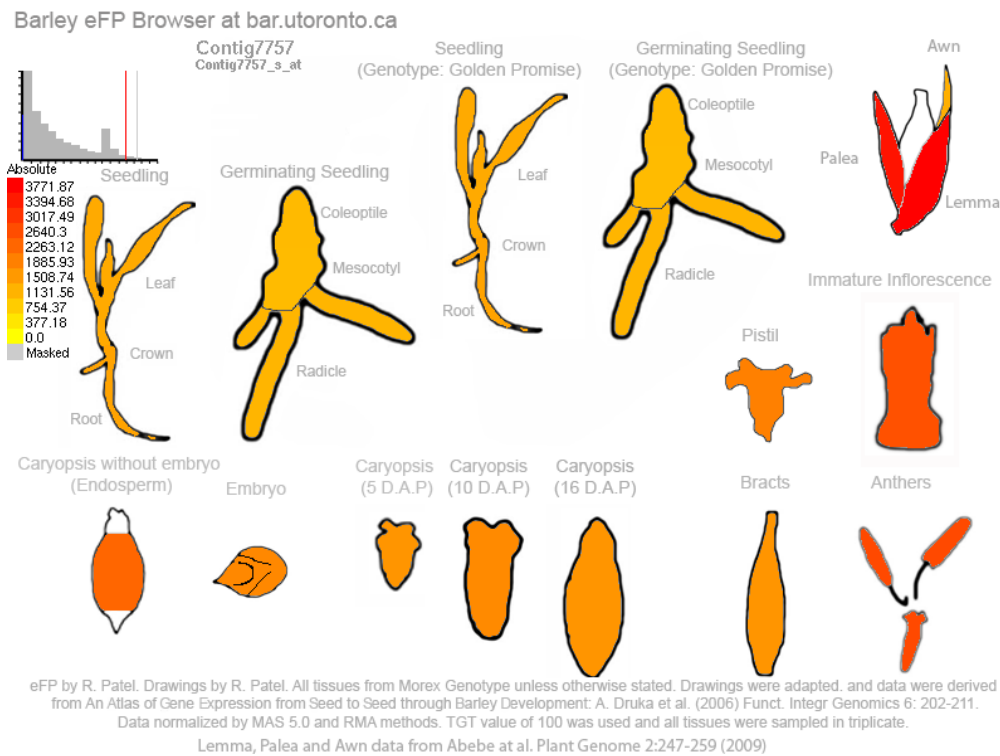 Barley eFP Browser at bar.utoronto.ca
Contig7757
Contig7757_s_at
Absolute
3771.87
3394.68
3017.49
2640.3
2263.12
1885.93
1508.74
1131.56
754.37
377.18
0.0
Masked
Seedling
Leaf
Crown
Root
Germinating Seedling
Coleoptile
Mesocotyl
Radicle
Seedling
(Genotype: Golden Promise)
Leaf
Crown
Root
Germinating Seedling
(Genotype: Golden Promise)
Coleoptile
Mesocotyl
Radicle
Awn
Palea
Lemma
Immature Inflorescence
Pistil
Caryopsis without embryo
(Endosperm)
Embryo
Caryopsis
(5 D.A.P)
Caryopsis
(10 D.A.P)
Caryopsis
(16 D.A.P)
Bracts
Anthers
eFP by R. Patel. Drawings by R. Patel. All tissues from Morex Genotype unless otherwise stated. Drawings were adapted. and data were derived
from An Atlas of Gene Expression from Seed to Seed through Barley Development: A. Druka et al. (2006) Funct. Integr Genomics 6: 202-211.
Data normalized by MAS 5.0 and RMA methods. TGT value of 100 was used and all tissues were sampled in triplicate.
Lemma, Palea and Awn data from Abebe at al. Plant Genome 2:247-259 (2009)